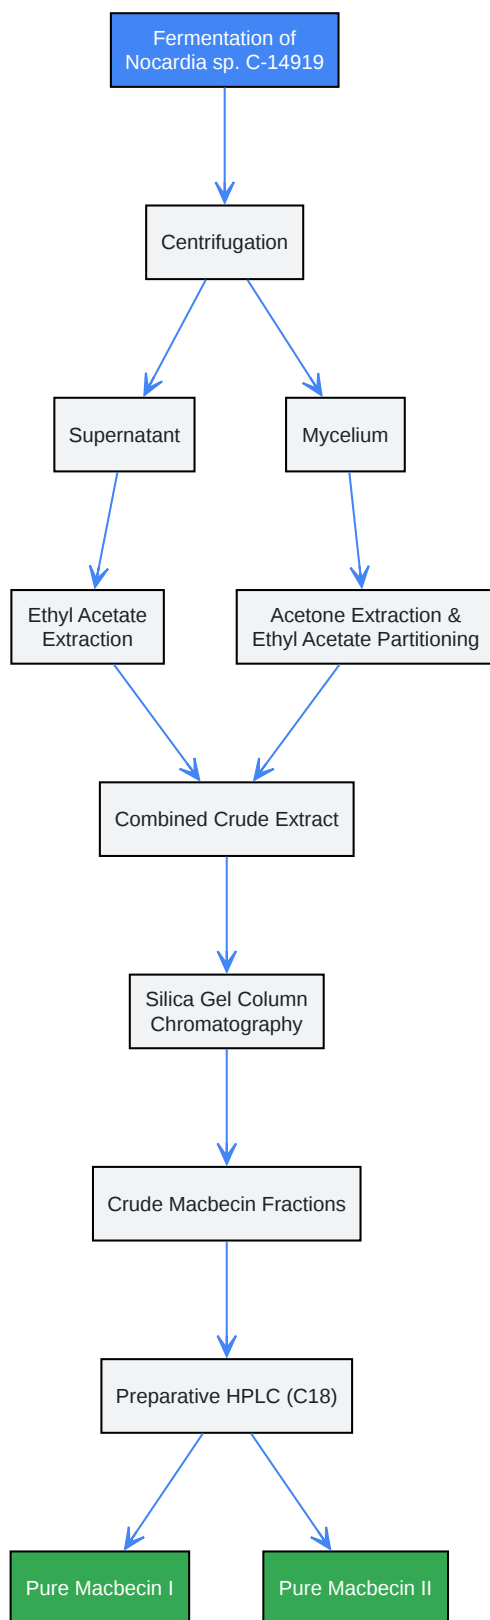 Fermentation of
Nocardia sp. C-14919
Centrifugation
Supernatant
Mycelium
Ethyl Acetate
Extraction
Acetone Extraction &
Ethyl Acetate Partitioning
Combined Crude Extract
Silica Gel Column
Chromatography
Crude Macbecin Fractions
Preparative HPLC (C18)
Pure Macbecin I
Pure Macbecin II